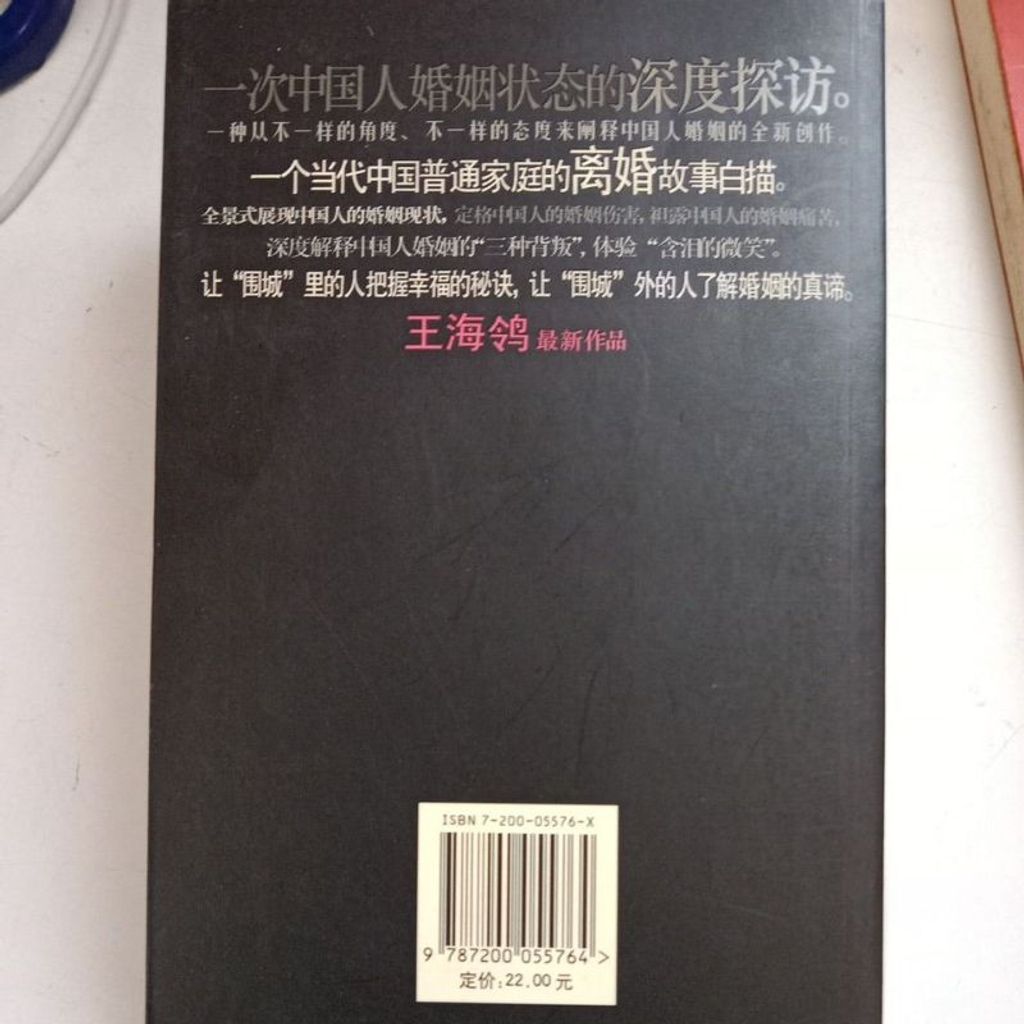 一次中国人婚姻状态的深度探访。
一种从不一样的角度、不一样的态度来阐释中国人婚姻的全新创作。
一个当代中国普通家庭的离婚故事白描。
全景式展现中国人的婚姻现状,定格中国人的婚姻伤害,袒露中国人的婚姻痛苦,
深度解释中国人婚姻的“三种背叛”,体验“含泪的微笑”。
让“围城”里的人把握幸福的秘诀,让“围城”外的人了解婚姻的真谛。
王海鸰最新作品
ISBN 7-200-05576-X
9 787200 055764 >
定价:22.00 元